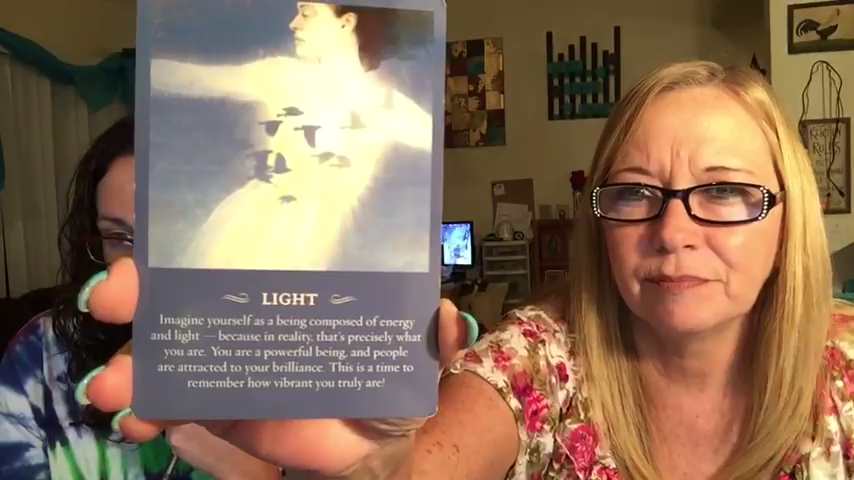 LIGHT
Imagine yourself as a being composed of energy
and light — because in reality, that's precisely what
you are. You are a powerful being, and people
are attracted to your brilliance. This is a time to
remember how vibrant you truly are!
KITCHEN
RULES